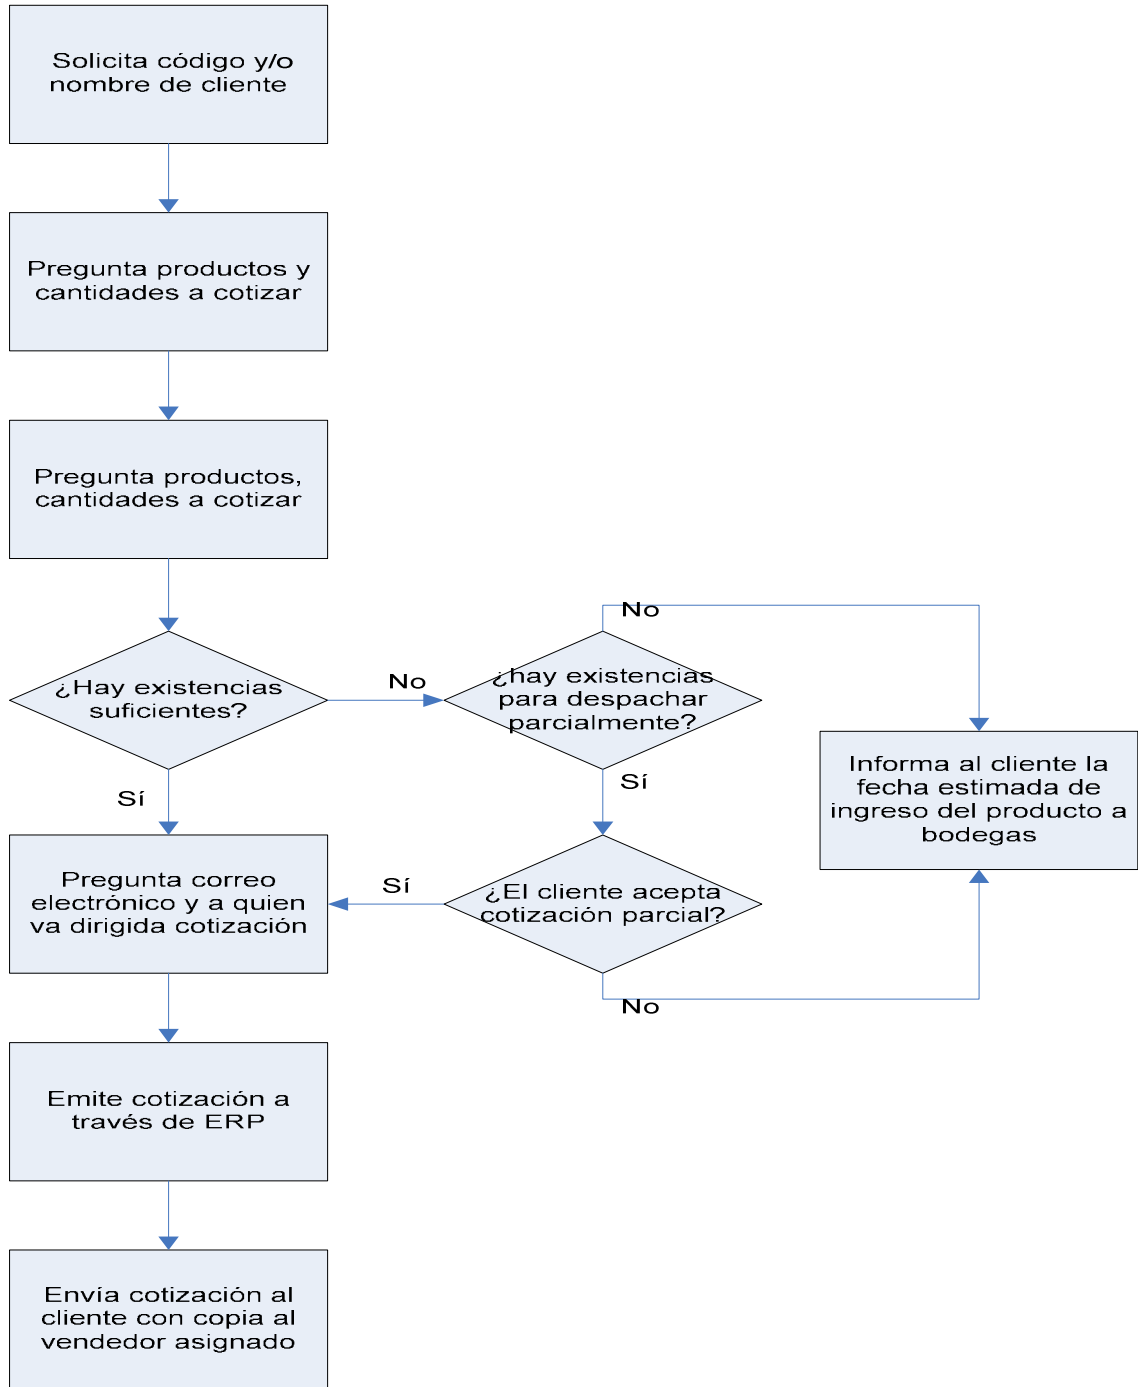 Solicita código y/o
nombre de cliente
Pregunta productos y
cantidades a cotizar
Pregunta productos,
cantidades a cotizar
¿Hay existencias
suficientes?
No
¿hay existencias
para despachar
parcialmente?
No
Informa al cliente la
fecha estimada de
ingreso del producto a
bodegas
Sí
Sí
Pregunta correo
electrónico y a quien
va dirigida cotización
Sí
¿El cliente acepta
cotización parcial?
No
Emite cotización a
través de ERP
Envía cotización al
cliente con copia al
vendedor asignado